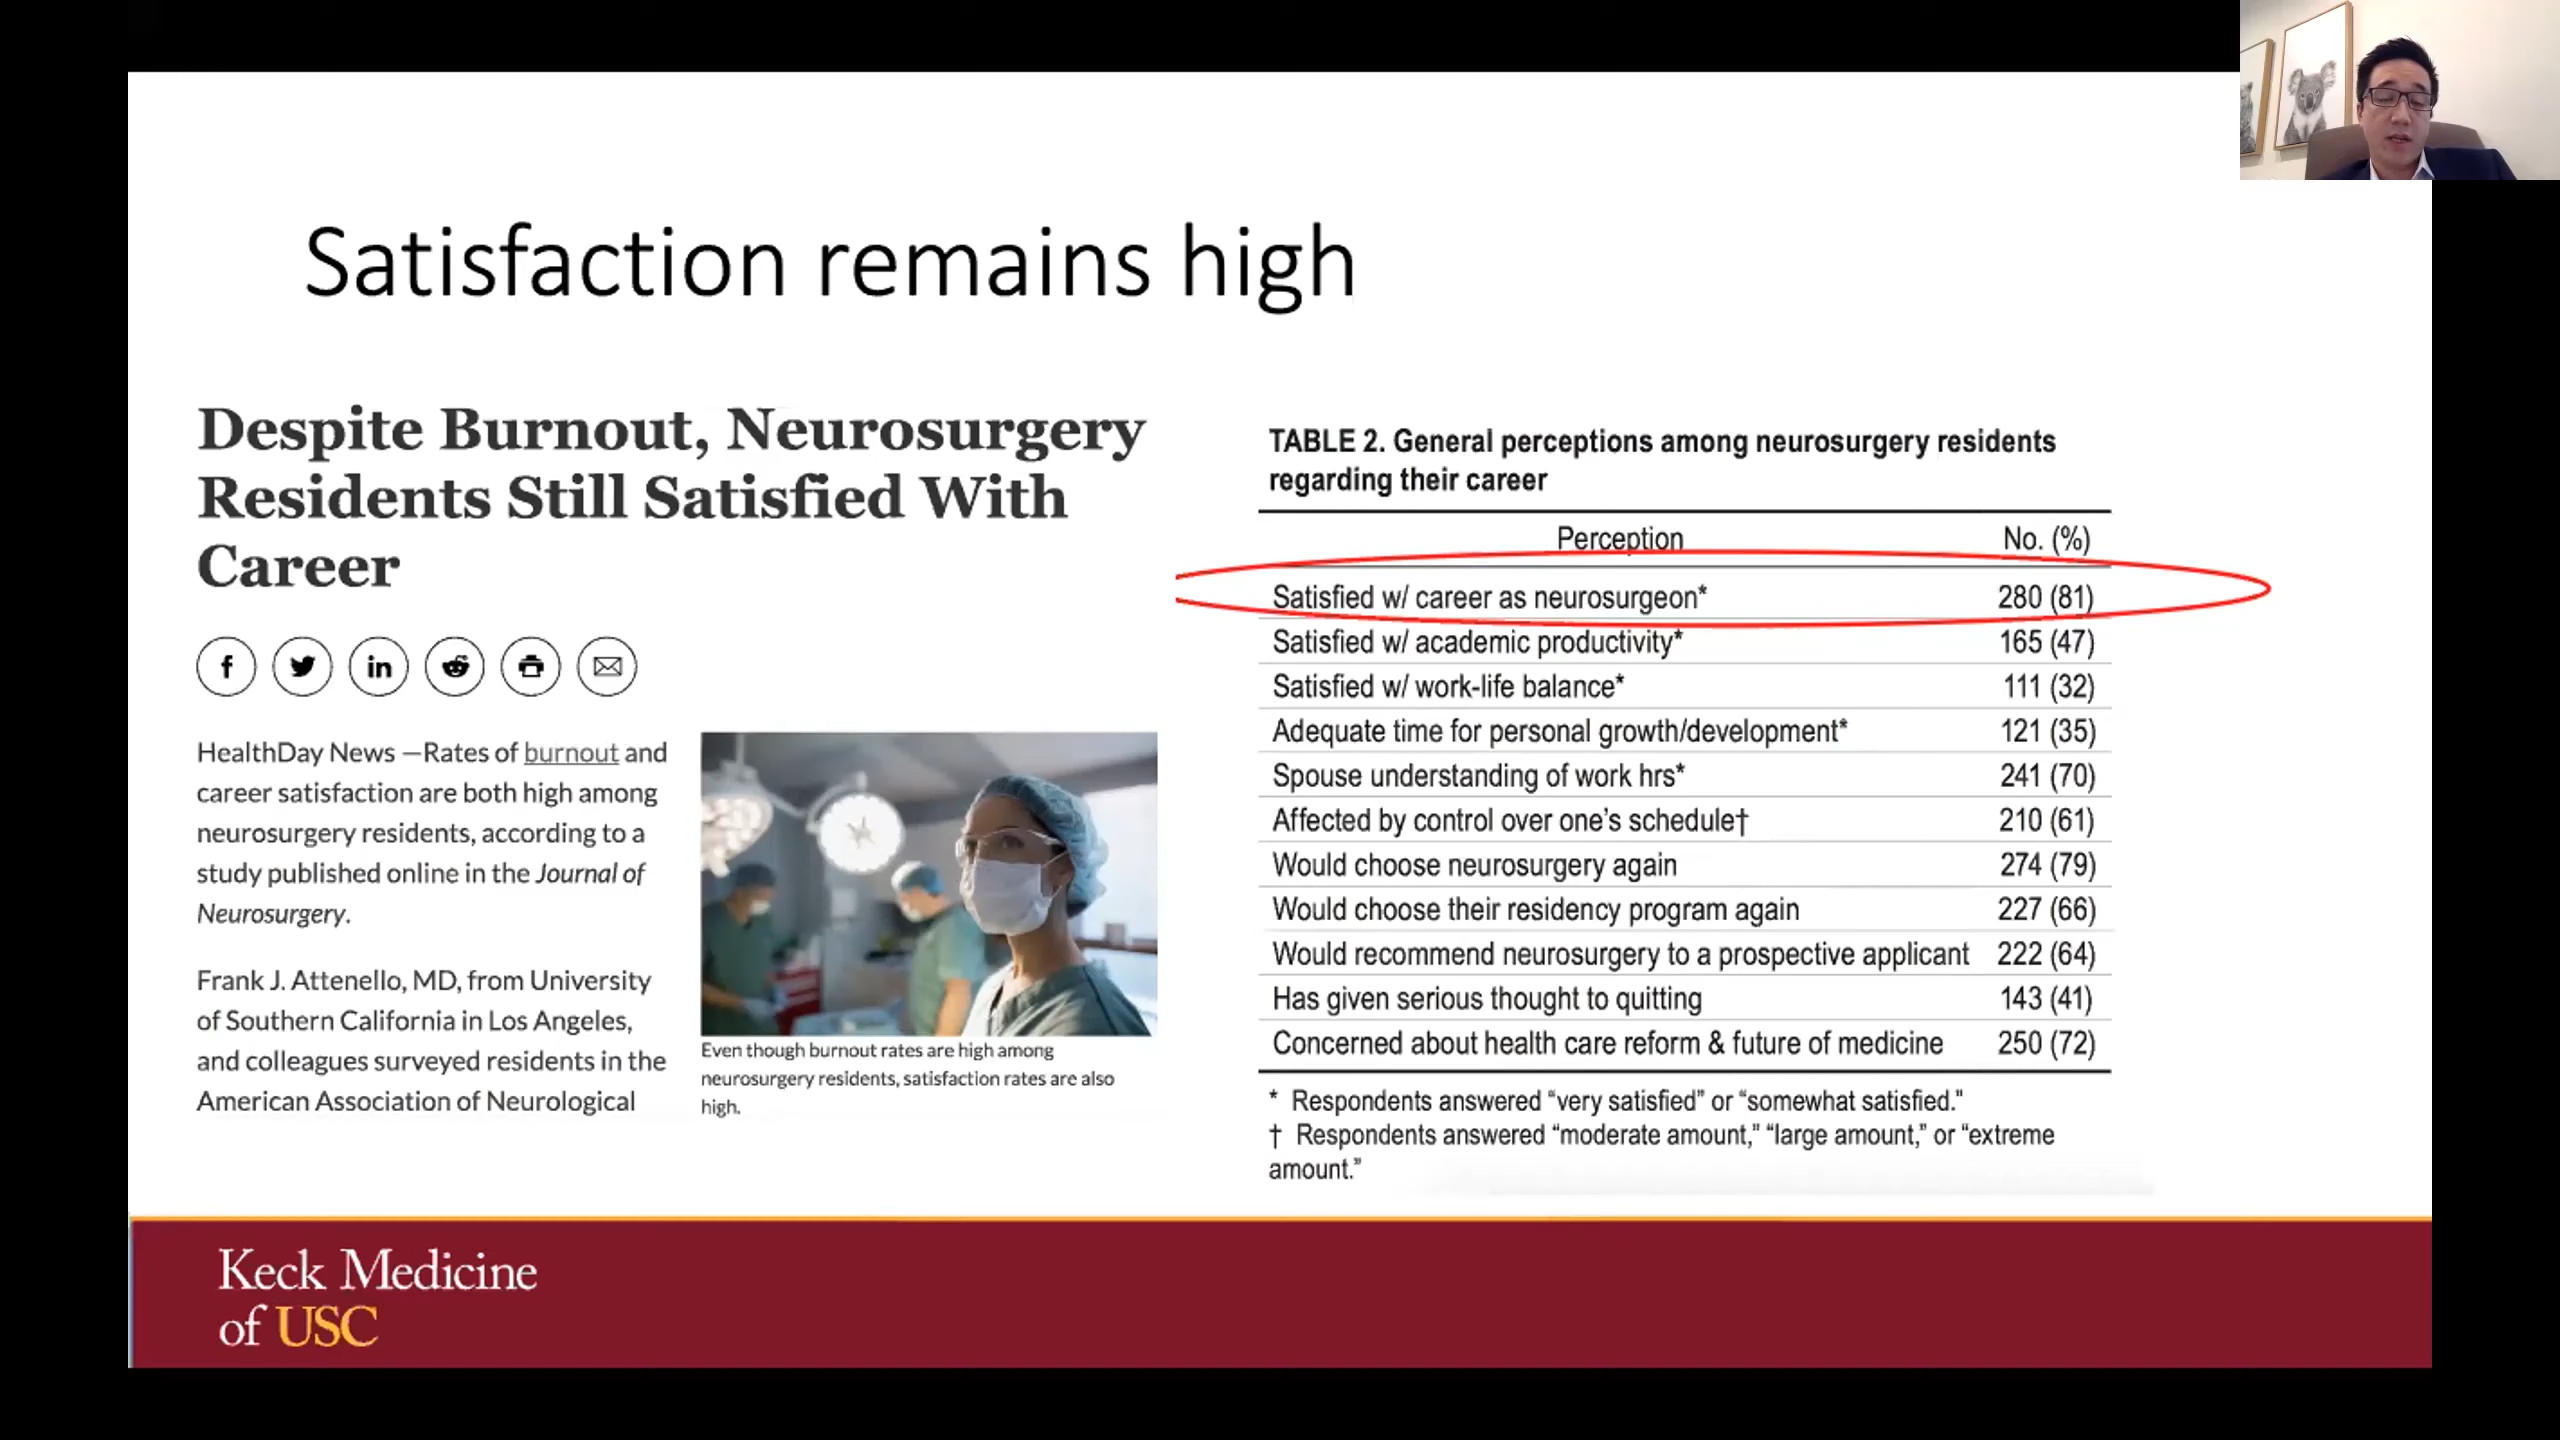 Satisfaction remains high
Despite Burnout, Neurosurgery
Residents Still Satisfied With
Career
HealthDay News —Rates of burnout and
career satisfaction are both high among
neurosurgery residents, according to a
study published online in the Journal of
Neurosurgery.
Frank J. Attenello, MD, from University
of Southern California in Los Angeles,
and colleagues surveyed residents in the
American Association of Neurological
Even though burnout rates are high among
neurosurgery residents, satisfaction rates are also
high.
TABLE 2. General perceptions among neurosurgery residents
regarding their career
Perception No. (%)
Satisfied w/ career as neurosurgeon* 280 (81)
Satisfied w/ academic productivity* 165 (47)
Satisfied w/ work-life balance* 111 (32)
Adequate time for personal growth/development* 121 (35)
Spouse understanding of work hrs* 241 (70)
Affected by control over one's schedule† 210 (61)
Would choose neurosurgery again 274 (79)
Would choose their residency program again 227 (66)
Would recommend neurosurgery to a prospective applicant 222 (64)
Has given serious thought to quitting 143 (41)
Concerned about health care reform & future of medicine 250 (72)
* Respondents answered “very satisfied” or “somewhat satisfied."
† Respondents answered “moderate amount,” “large amount,” or “extreme
amount.”
Keck Medicine
of USC